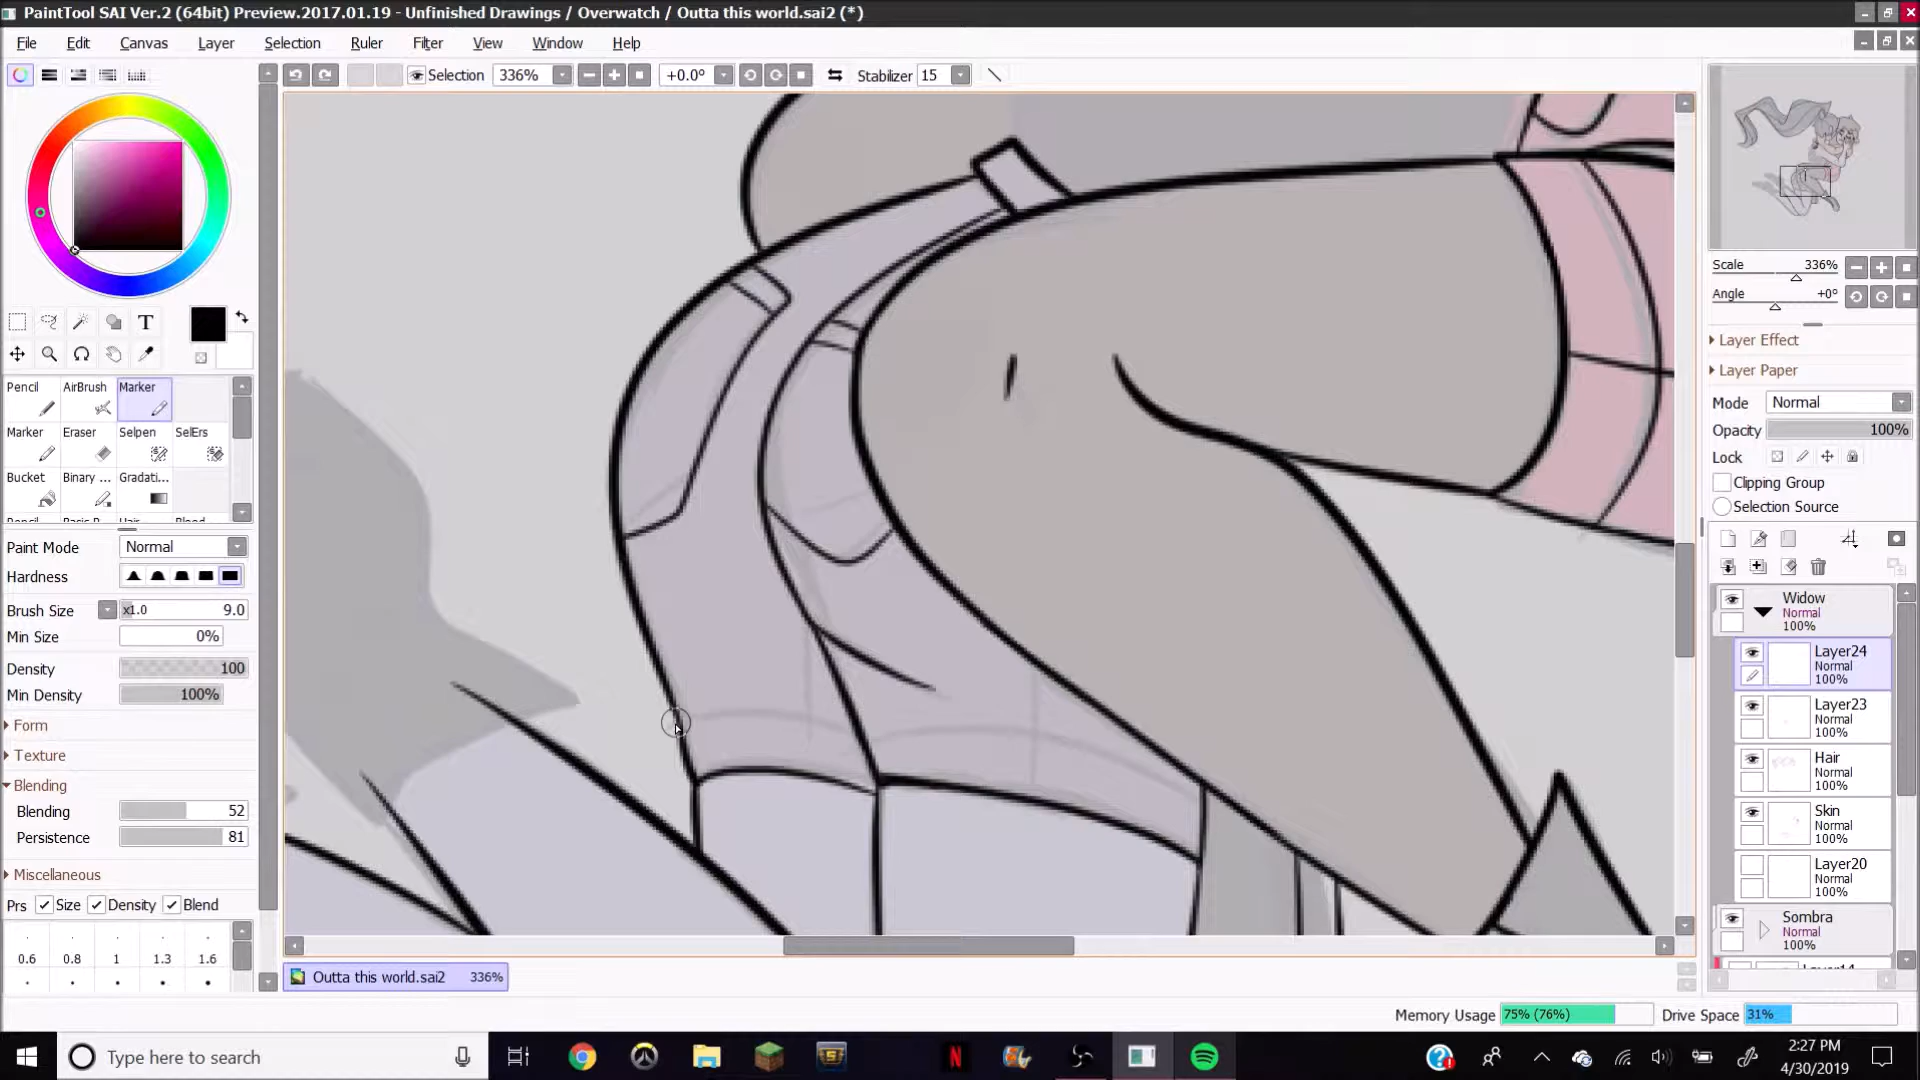 PaintTool SAI Ver.2 (64bit) Preview.2017.01.19 - Unfinished Drawings / Overwatch / Outta this world.sai2 (*)
File Edit Canvas Layer Selection Ruler Filter View Window Help
Selection 336% +0.0° Stabilizer 15
T
Pencil AirBrush Marker
Marker Eraser Selpen SelErs
Bucket Binary ... Gradati...
Paint Mode Normal
Hardness
Brush Size x1.0 9.0
Min Size 0%
Density 100
Min Density 100%
Form
Texture
Blending
Blending 52
Persistence 81
Miscellaneous
Prs Size Density Blend
0.6 0.8 1 1.3 1.6
Outta this world.sai2 336%
Scale 336%
Angle +0°
Layer Effect
Layer Paper
Mode Normal
Opacity 100%
Lock
Clipping Group
Selection Source
Widow
Normal
100%
Layer24
Normal
100%
Layer23
Normal
100%
Hair
Normal
100%
Skin
Normal
100%
Layer20
Normal
100%
Sombra
Normal
100%
Memory Usage 75% (76%) Drive Space 31%
Type here to search
2:27 PM
4/30/2019